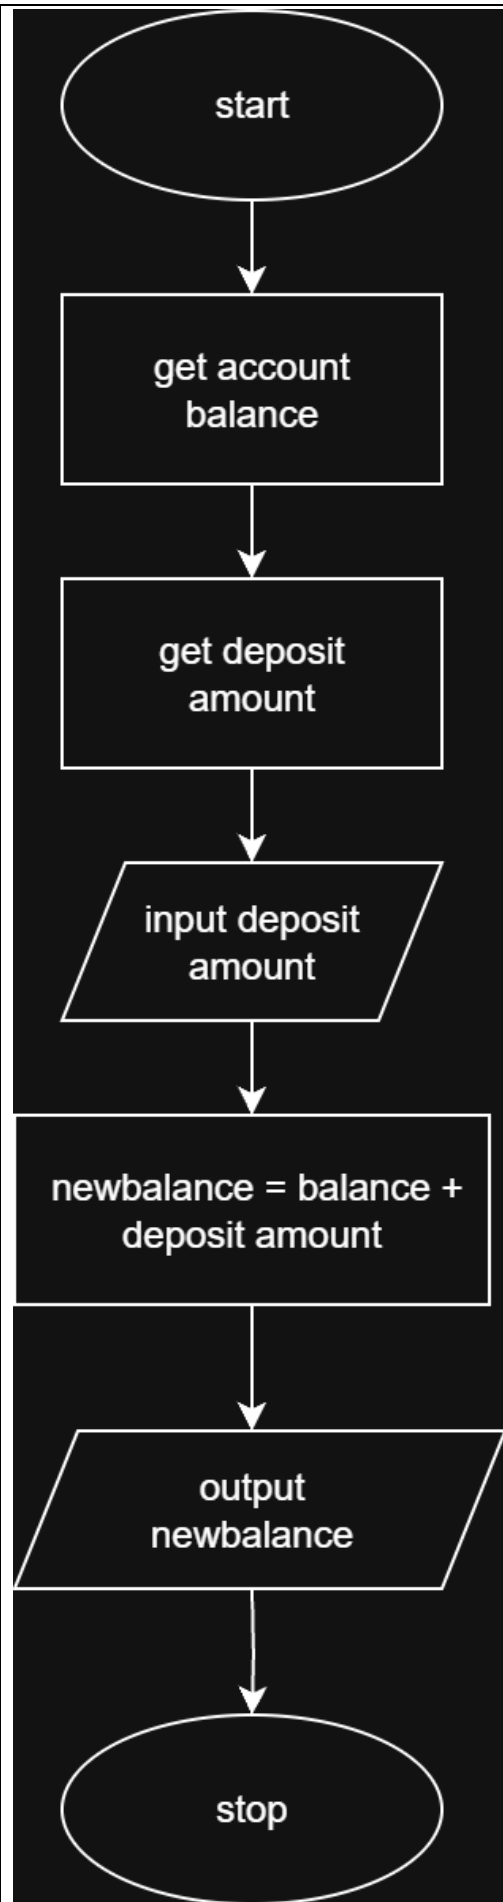 start
get account
balance
get deposit
amount
input deposit
amount
newbalance = balance +
deposit amount
output
newbalance
stop